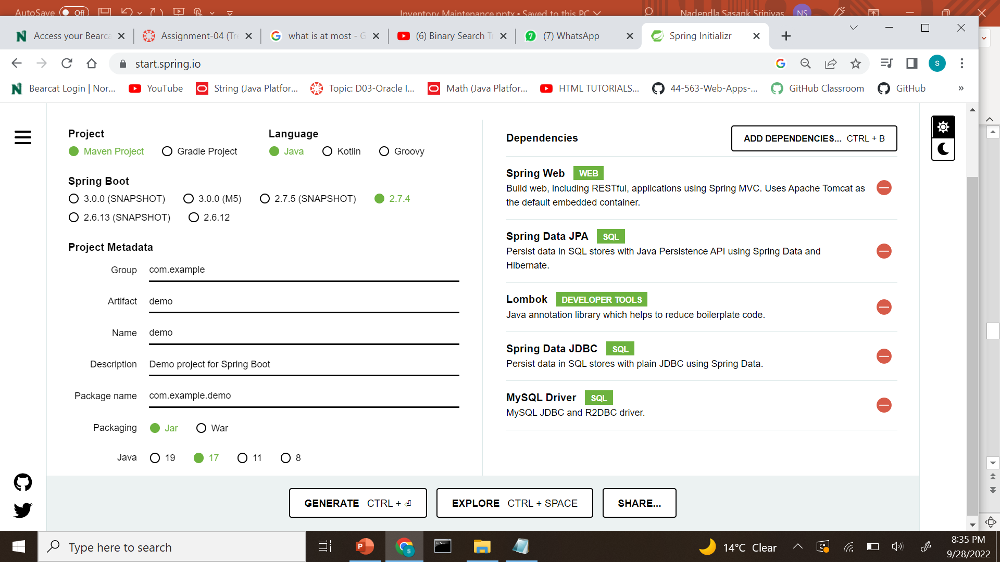 AutoSave Off Inventory Maintenance.pptx • Saved to this PC Nadendla Sasank Srinivas NS
Access your Bearca Assignment-04 (Tre what is at most - G (6) Binary Search T (7) WhatsApp Spring Initializr
start.spring.io
Bearcat Login | Nor... YouTube String (Java Platfor... Topic: D03-Oracle I... Math (Java Platfor... HTML TUTORIALS... 44-563-Web-Apps-... GitHub Classroom GitHub »
Project
Maven Project Gradle Project
Language
Java Kotlin Groovy
Spring Boot
3.0.0 (SNAPSHOT) 3.0.0 (M5) 2.7.5 (SNAPSHOT) 2.7.4
2.6.13 (SNAPSHOT) 2.6.12
Project Metadata
Group com.example
Artifact demo
Name demo
Description Demo project for Spring Boot
Package name com.example.demo
Packaging Jar War
Java 19 17 11 8
Dependencies ADD DEPENDENCIES... CTRL + B
Spring Web WEB
Build web, including RESTful, applications using Spring MVC. Uses Apache Tomcat as
the default embedded container.
Spring Data JPA SQL
Persist data in SQL stores with Java Persistence API using Spring Data and
Hibernate.
Lombok DEVELOPER TOOLS
Java annotation library which helps to reduce boilerplate code.
Spring Data JDBC SQL
Persist data in SQL stores with plain JDBC using Spring Data.
MySQL Driver SQL
MySQL JDBC and R2DBC driver.
GENERATE CTRL + ⏎ EXPLORE CTRL + SPACE SHARE...
Type here to search 14°C Clear 8:35 PM
9/28/2022